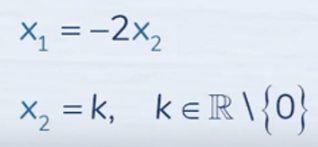 x₁ = −2x₂
x₂ = k, k ∈ ℝ \ {0}